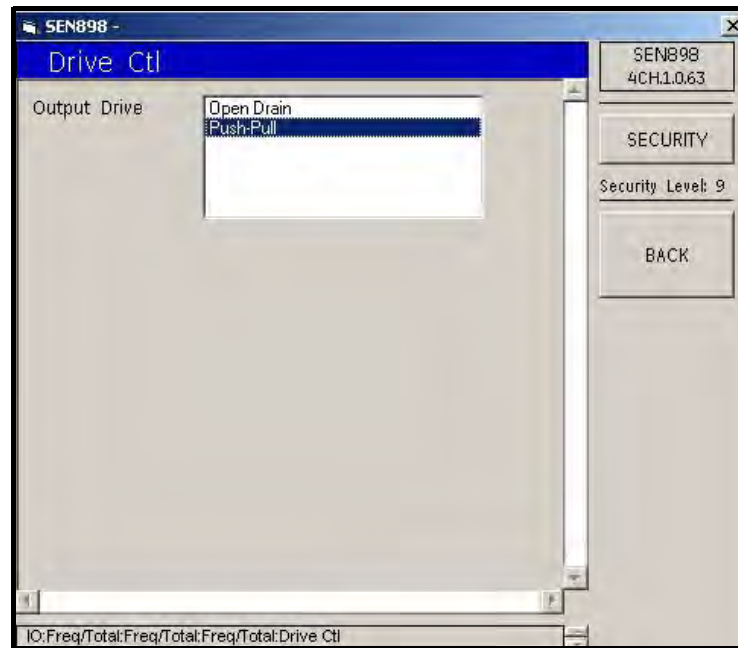 SEN898 -
Drive Ctl
Output Drive
Open Drain
Push-Pull
SEN898
4CH.1.0.63
SECURITY
Security Level: 9
BACK
IO:Freq/Total:Freq/Total:Freq/Total:Drive Ctl